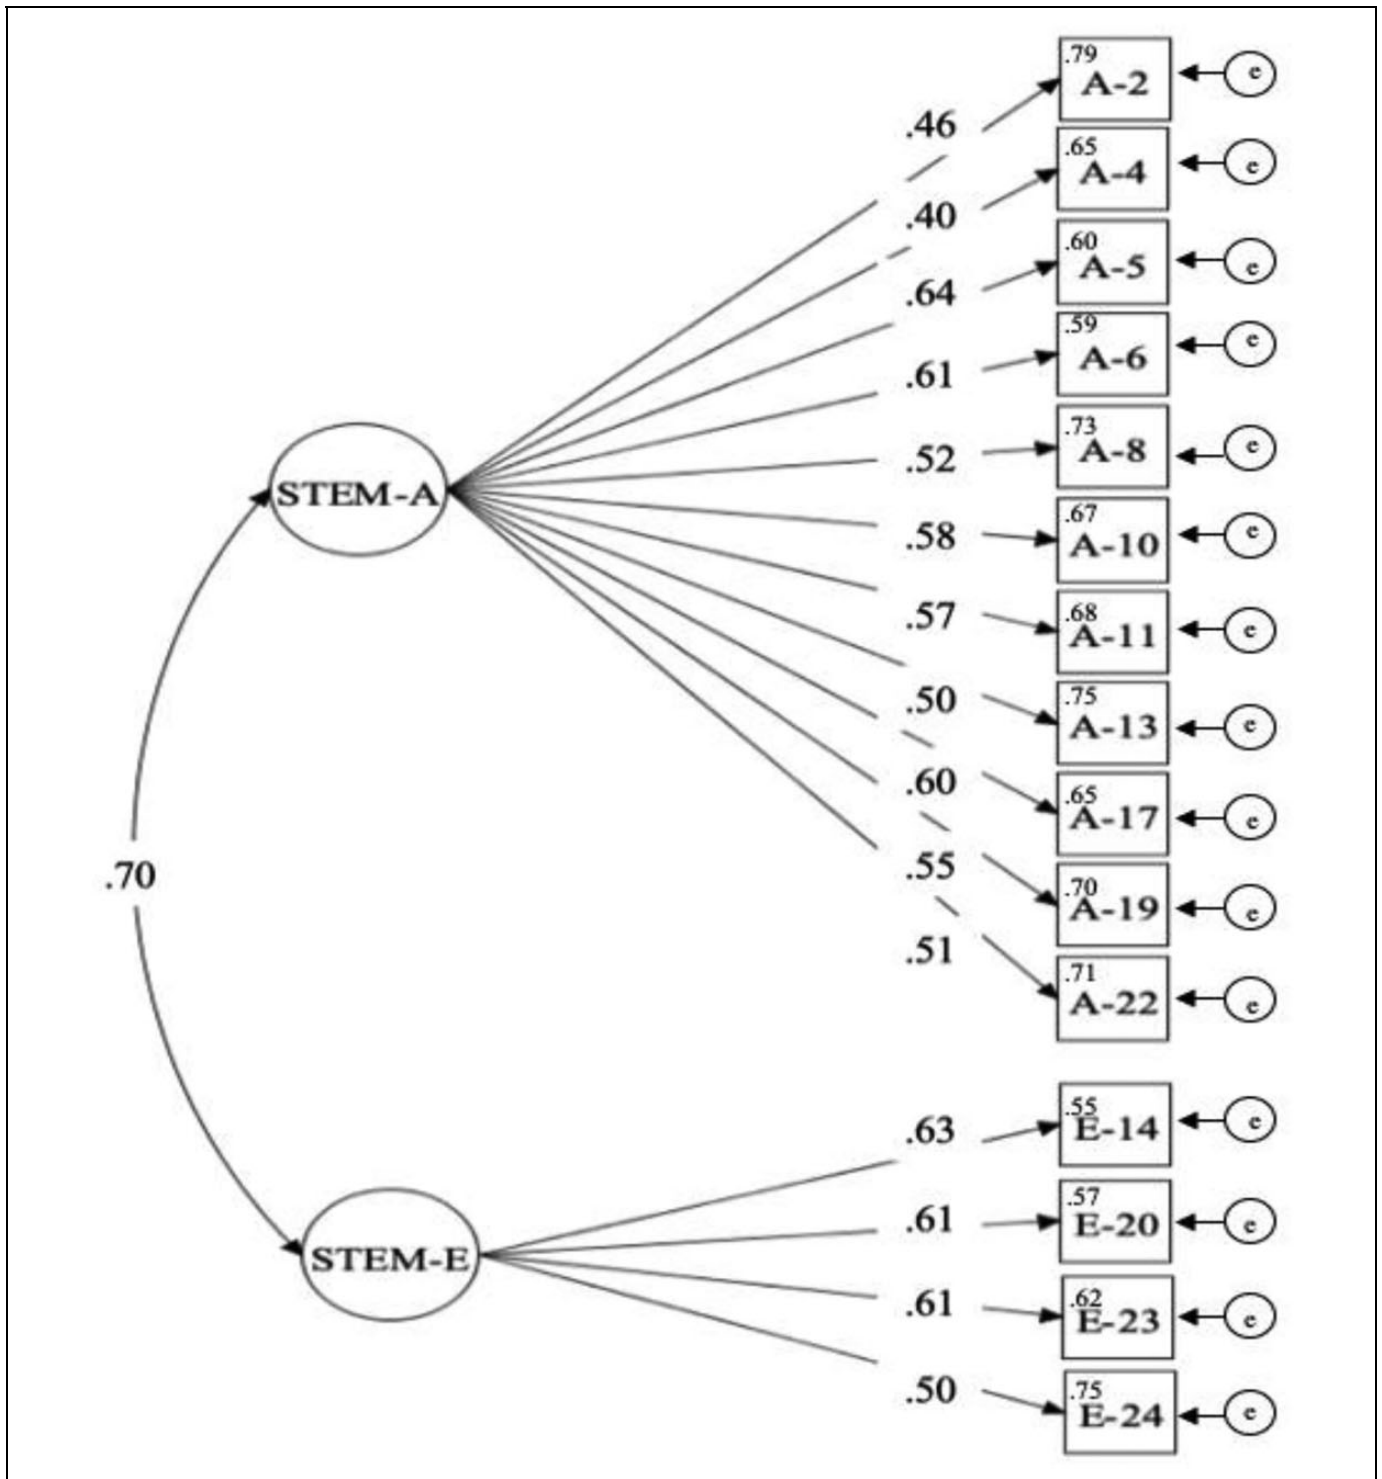 .79
A-2
e
.46
.65
A-4
e
.40
.60
A-5
e
.64
.59
A-6
e
.61
.73
A-8
e
.52
.67
A-10
e
.58
.68
A-11
e
.57
.75
A-13
e
.50
.65
A-17
e
.60
.70
A-19
e
.55
.71
A-22
e
.51
STEM-A
.70
.55
E-14
e
.63
.57
E-20
e
.61
.62
E-23
e
.61
.75
E-24
e
.50
STEM-E